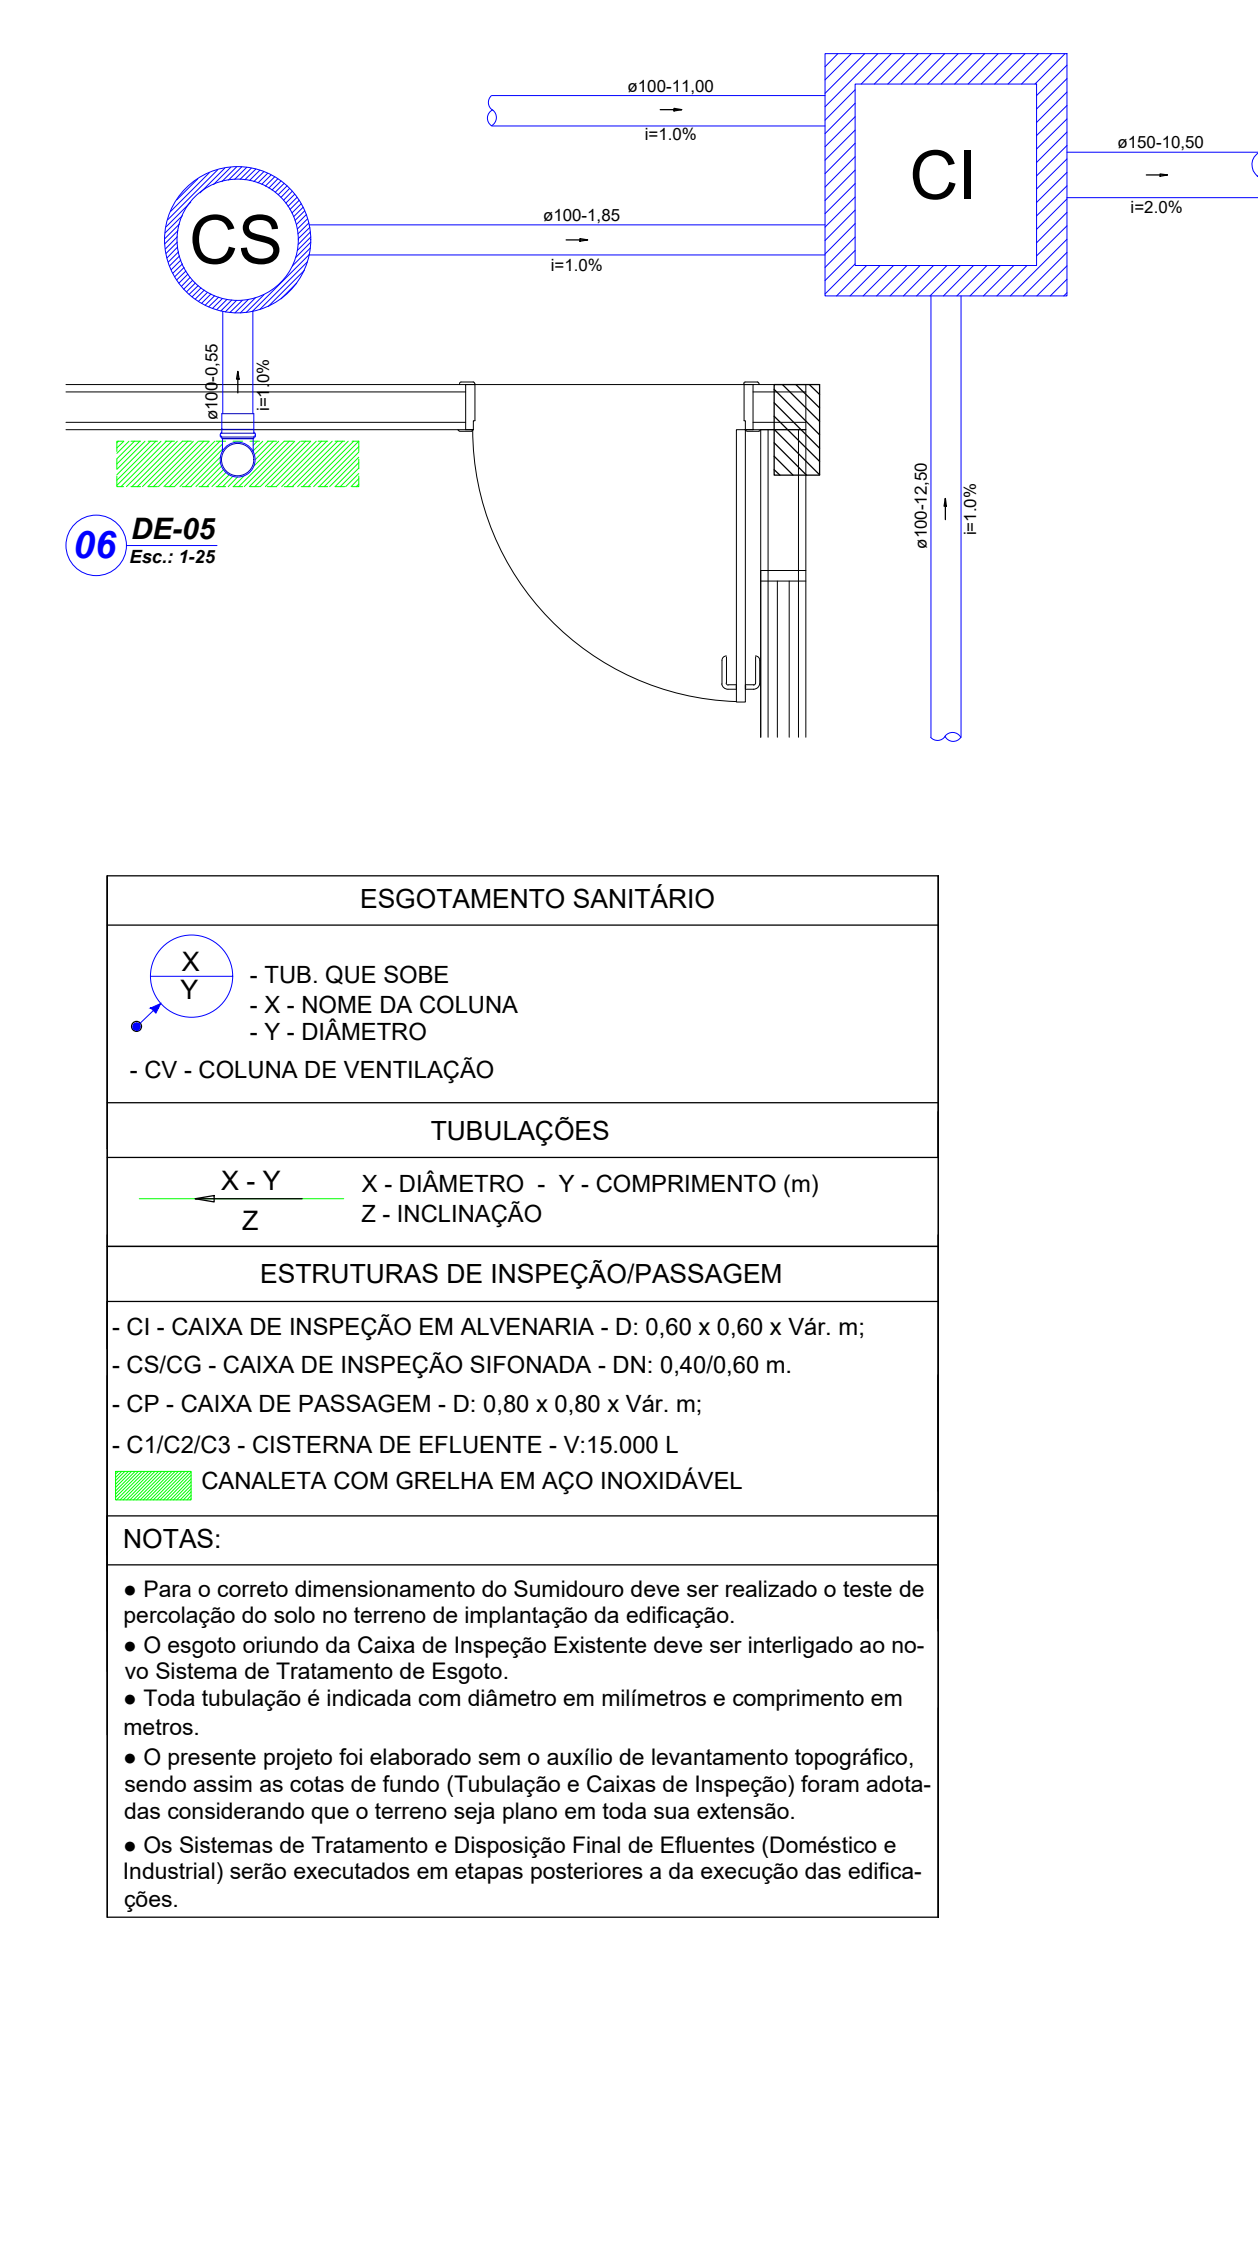 ø100-11,00
i=1.0%
CI
ø150-10,50
i=2.0%
CS
ø100-1,85
i=1.0%
ø100-0,55
i=1.0%
ø100-12,50
i=1.0%
06
DE-05
Esc.: 1-25
ESGOTAMENTO SANITÁRIO
X
Y
- TUB. QUE SOBE
- X - NOME DA COLUNA
- Y - DIÂMETRO
- CV - COLUNA DE VENTILAÇÃO
TUBULAÇÕES
X - Y
Z
X - DIÂMETRO - Y - COMPRIMENTO (m)
Z - INCLINAÇÃO
ESTRUTURAS DE INSPEÇÃO/PASSAGEM
- CI - CAIXA DE INSPEÇÃO EM ALVENARIA - D: 0,60 x 0,60 x Vár. m;
- CS/CG - CAIXA DE INSPEÇÃO SIFONADA - DN: 0,40/0,60 m.
- CP - CAIXA DE PASSAGEM - D: 0,80 x 0,80 x Vár. m;
- C1/C2/C3 - CISTERNA DE EFLUENTE - V:15.000 L
CANALETA COM GRELHA EM AÇO INOXIDÁVEL
NOTAS:
● Para o correto dimensionamento do Sumidouro deve ser realizado o teste de
percolação do solo no terreno de implantação da edificação.
● O esgoto oriundo da Caixa de Inspeção Existente deve ser interligado ao no-
vo Sistema de Tratamento de Esgoto.
● Toda tubulação é indicada com diâmetro em milímetros e comprimento em
metros.
● O presente projeto foi elaborado sem o auxílio de levantamento topográfico,
sendo assim as cotas de fundo (Tubulação e Caixas de Inspeção) foram adota-
das considerando que o terreno seja plano em toda sua extensão.
● Os Sistemas de Tratamento e Disposição Final de Efluentes (Doméstico e
Industrial) serão executados em etapas posteriores a da execução das edifica-
ções.